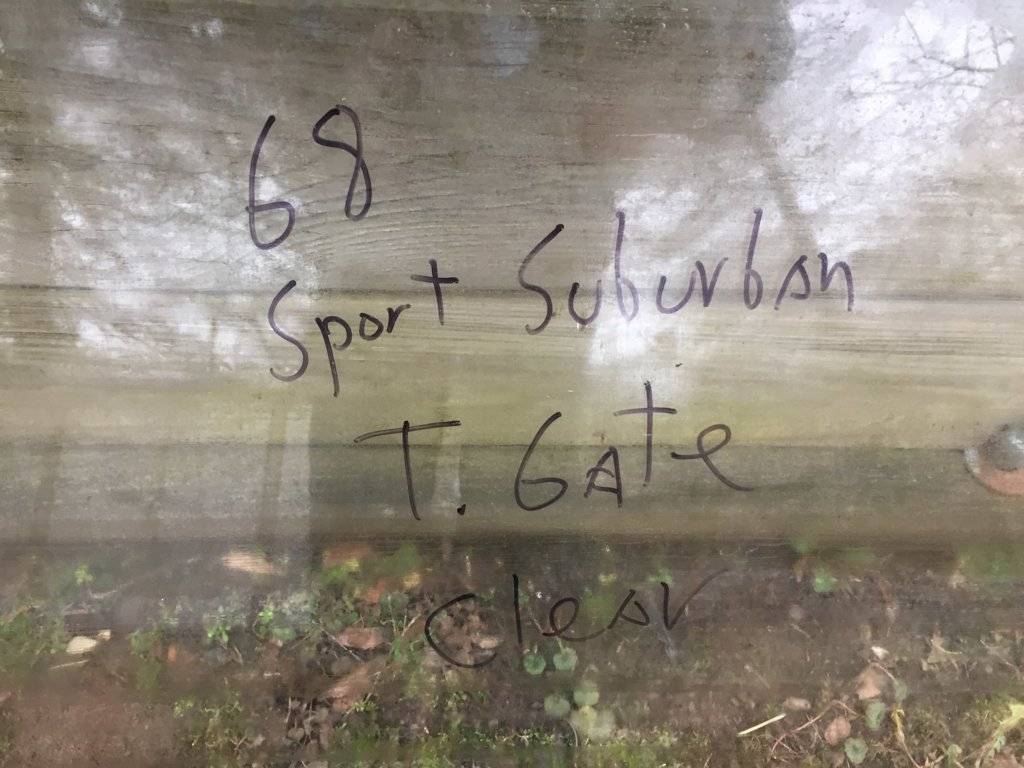 68
Sport Suburban
T. GAte
clear